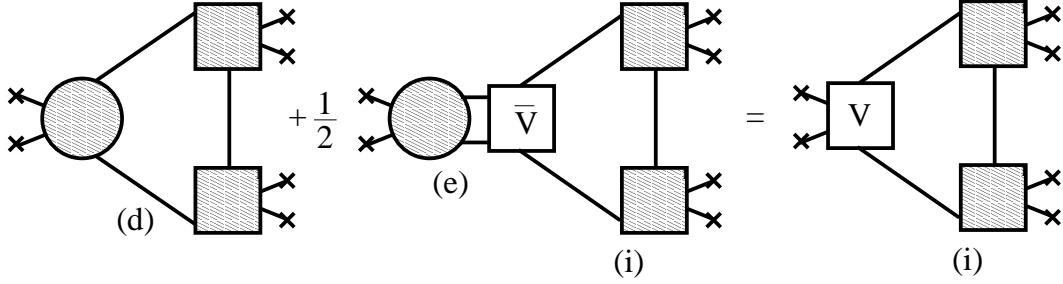 + 1/2 V̅ = V
(d) (e) (i) (i)